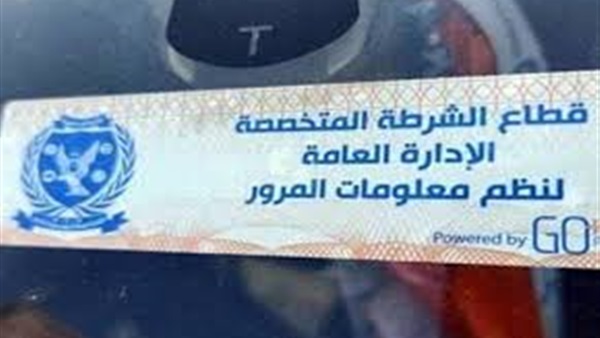 T
قطاع الشرطة المتخصصة
الإدارة العامة
لنظم معلومات المرور
Powered by GO